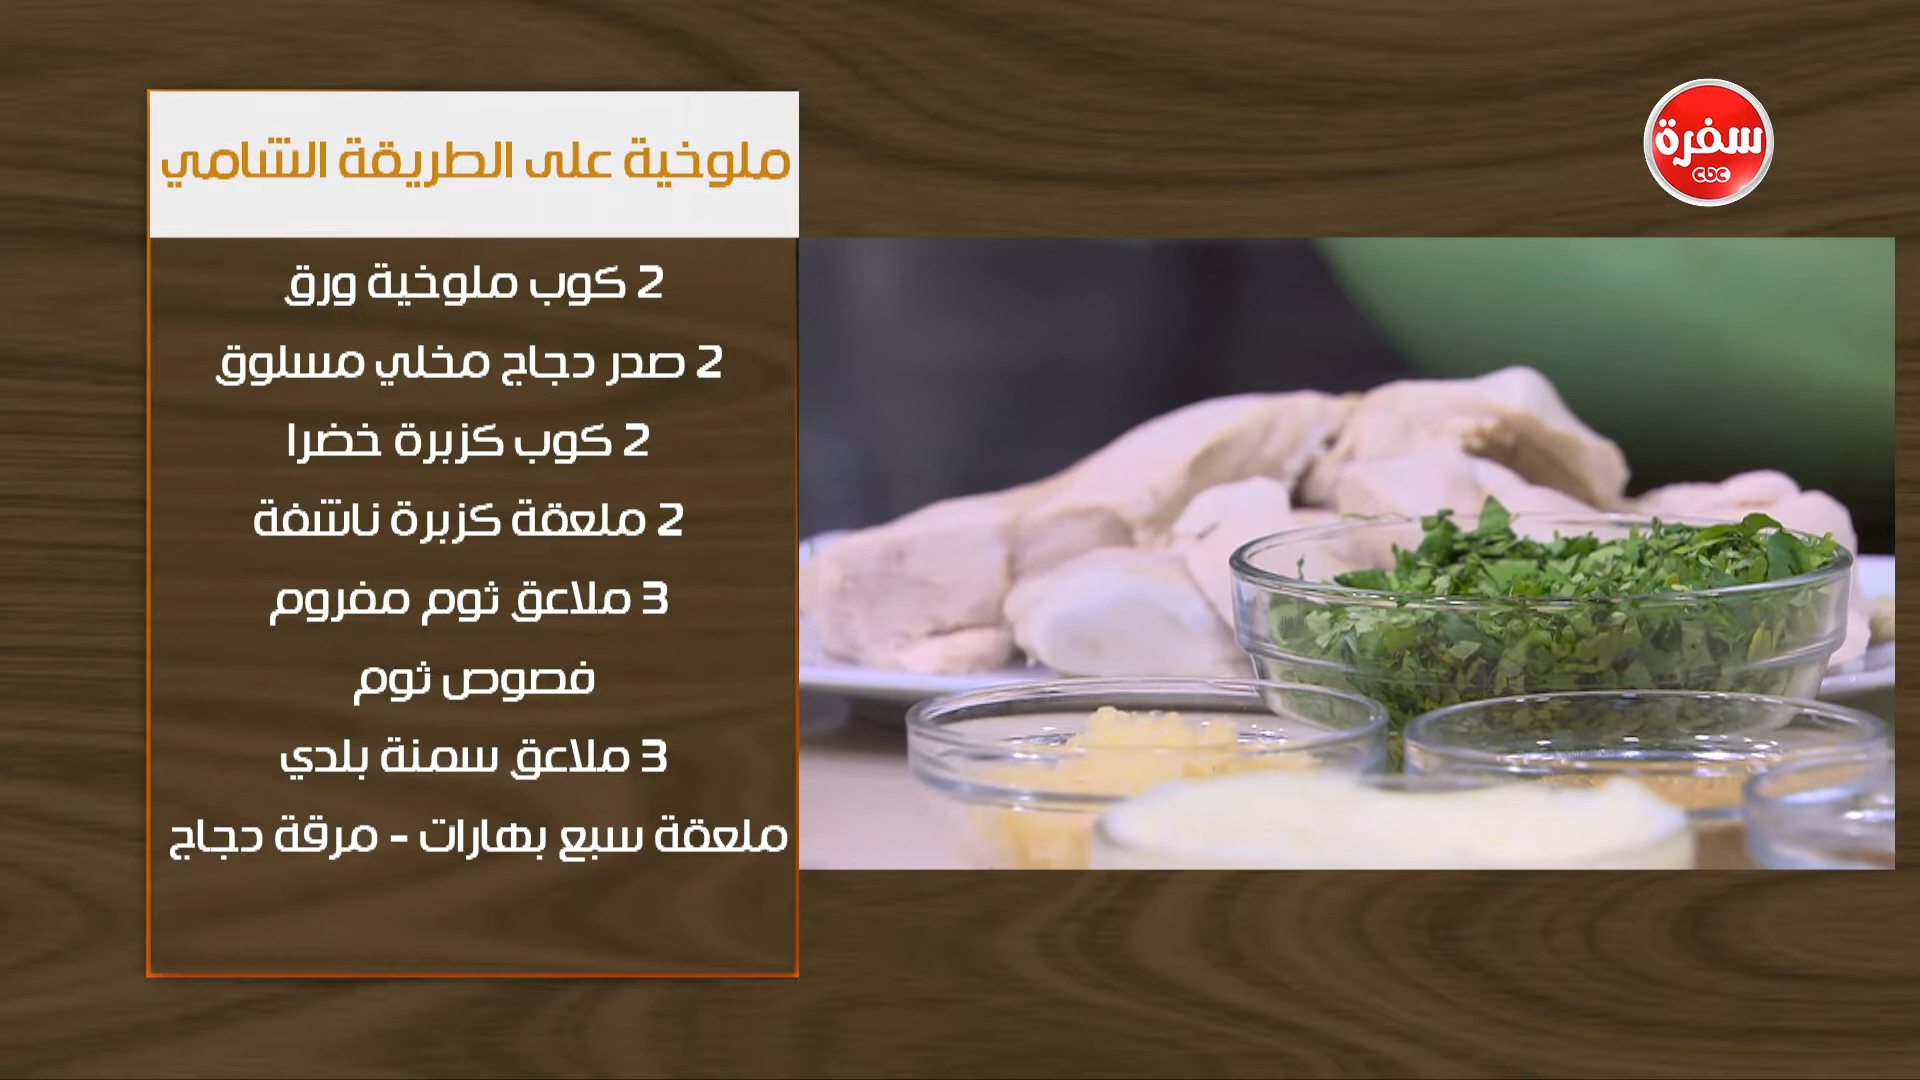 ملوخية على الطريقة الشامي
2 كوب ملوخية ورق
2 صدر دجاج مخلي مسلوق
2 كوب كزبرة خضرا
2 ملعقة كزبرة ناشفة
3 ملاعق ثوم مفروم
فصوص ثوم
3 ملاعق سمنة بلدي
ملعقة سبع بهارات - مرقة دجاج
سفرة
cbc